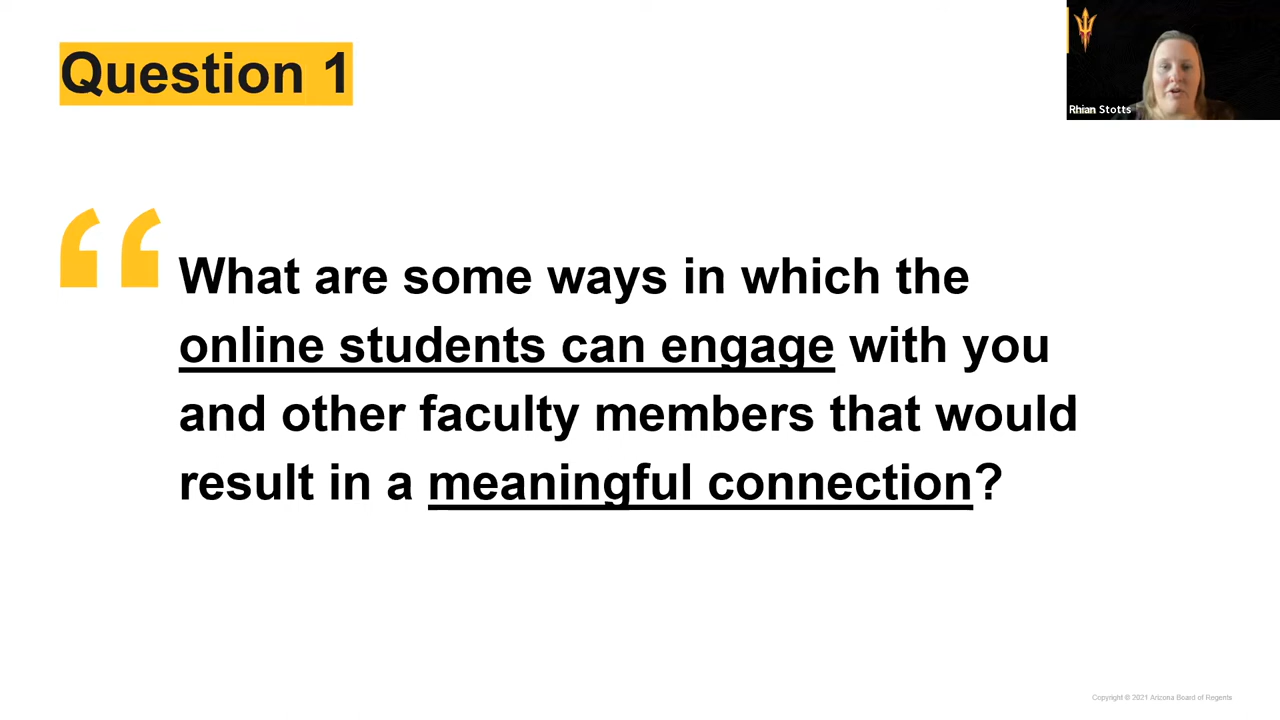 Question 1
Rhian Stotts
“
What are some ways in which the
online students can engage with you
and other faculty members that would
result in a meaningful connection?
Copyright © 2021 Arizona Board of Regents